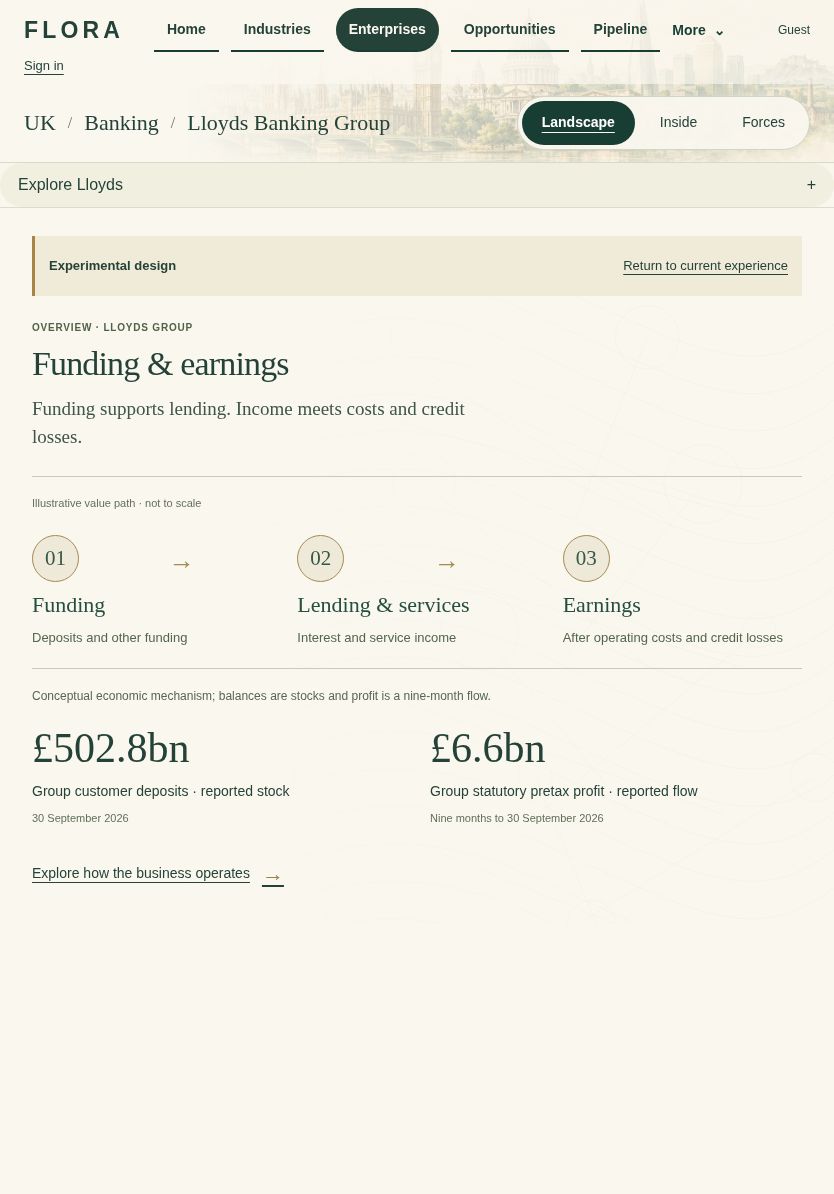 FLORA
Home
Industries
Enterprises
Opportunities
Pipeline
More
Guest
Sign in
UK / Banking / Lloyds Banking Group
Landscape
Inside
Forces
Explore Lloyds
+
Experimental design
Return to current experience
OVERVIEW · LLOYDS GROUP
Funding & earnings
Funding supports lending. Income meets costs and credit
losses.
Illustrative value path · not to scale
01 → 02 → 03
Funding
Lending & services
Earnings
Deposits and other funding
Interest and service income
After operating costs and credit losses
Conceptual economic mechanism; balances are stocks and profit is a nine-month flow.
£502.8bn
£6.6bn
Group customer deposits · reported stock
Group statutory pretax profit · reported flow
30 September 2026
Nine months to 30 September 2026
Explore how the business operates →